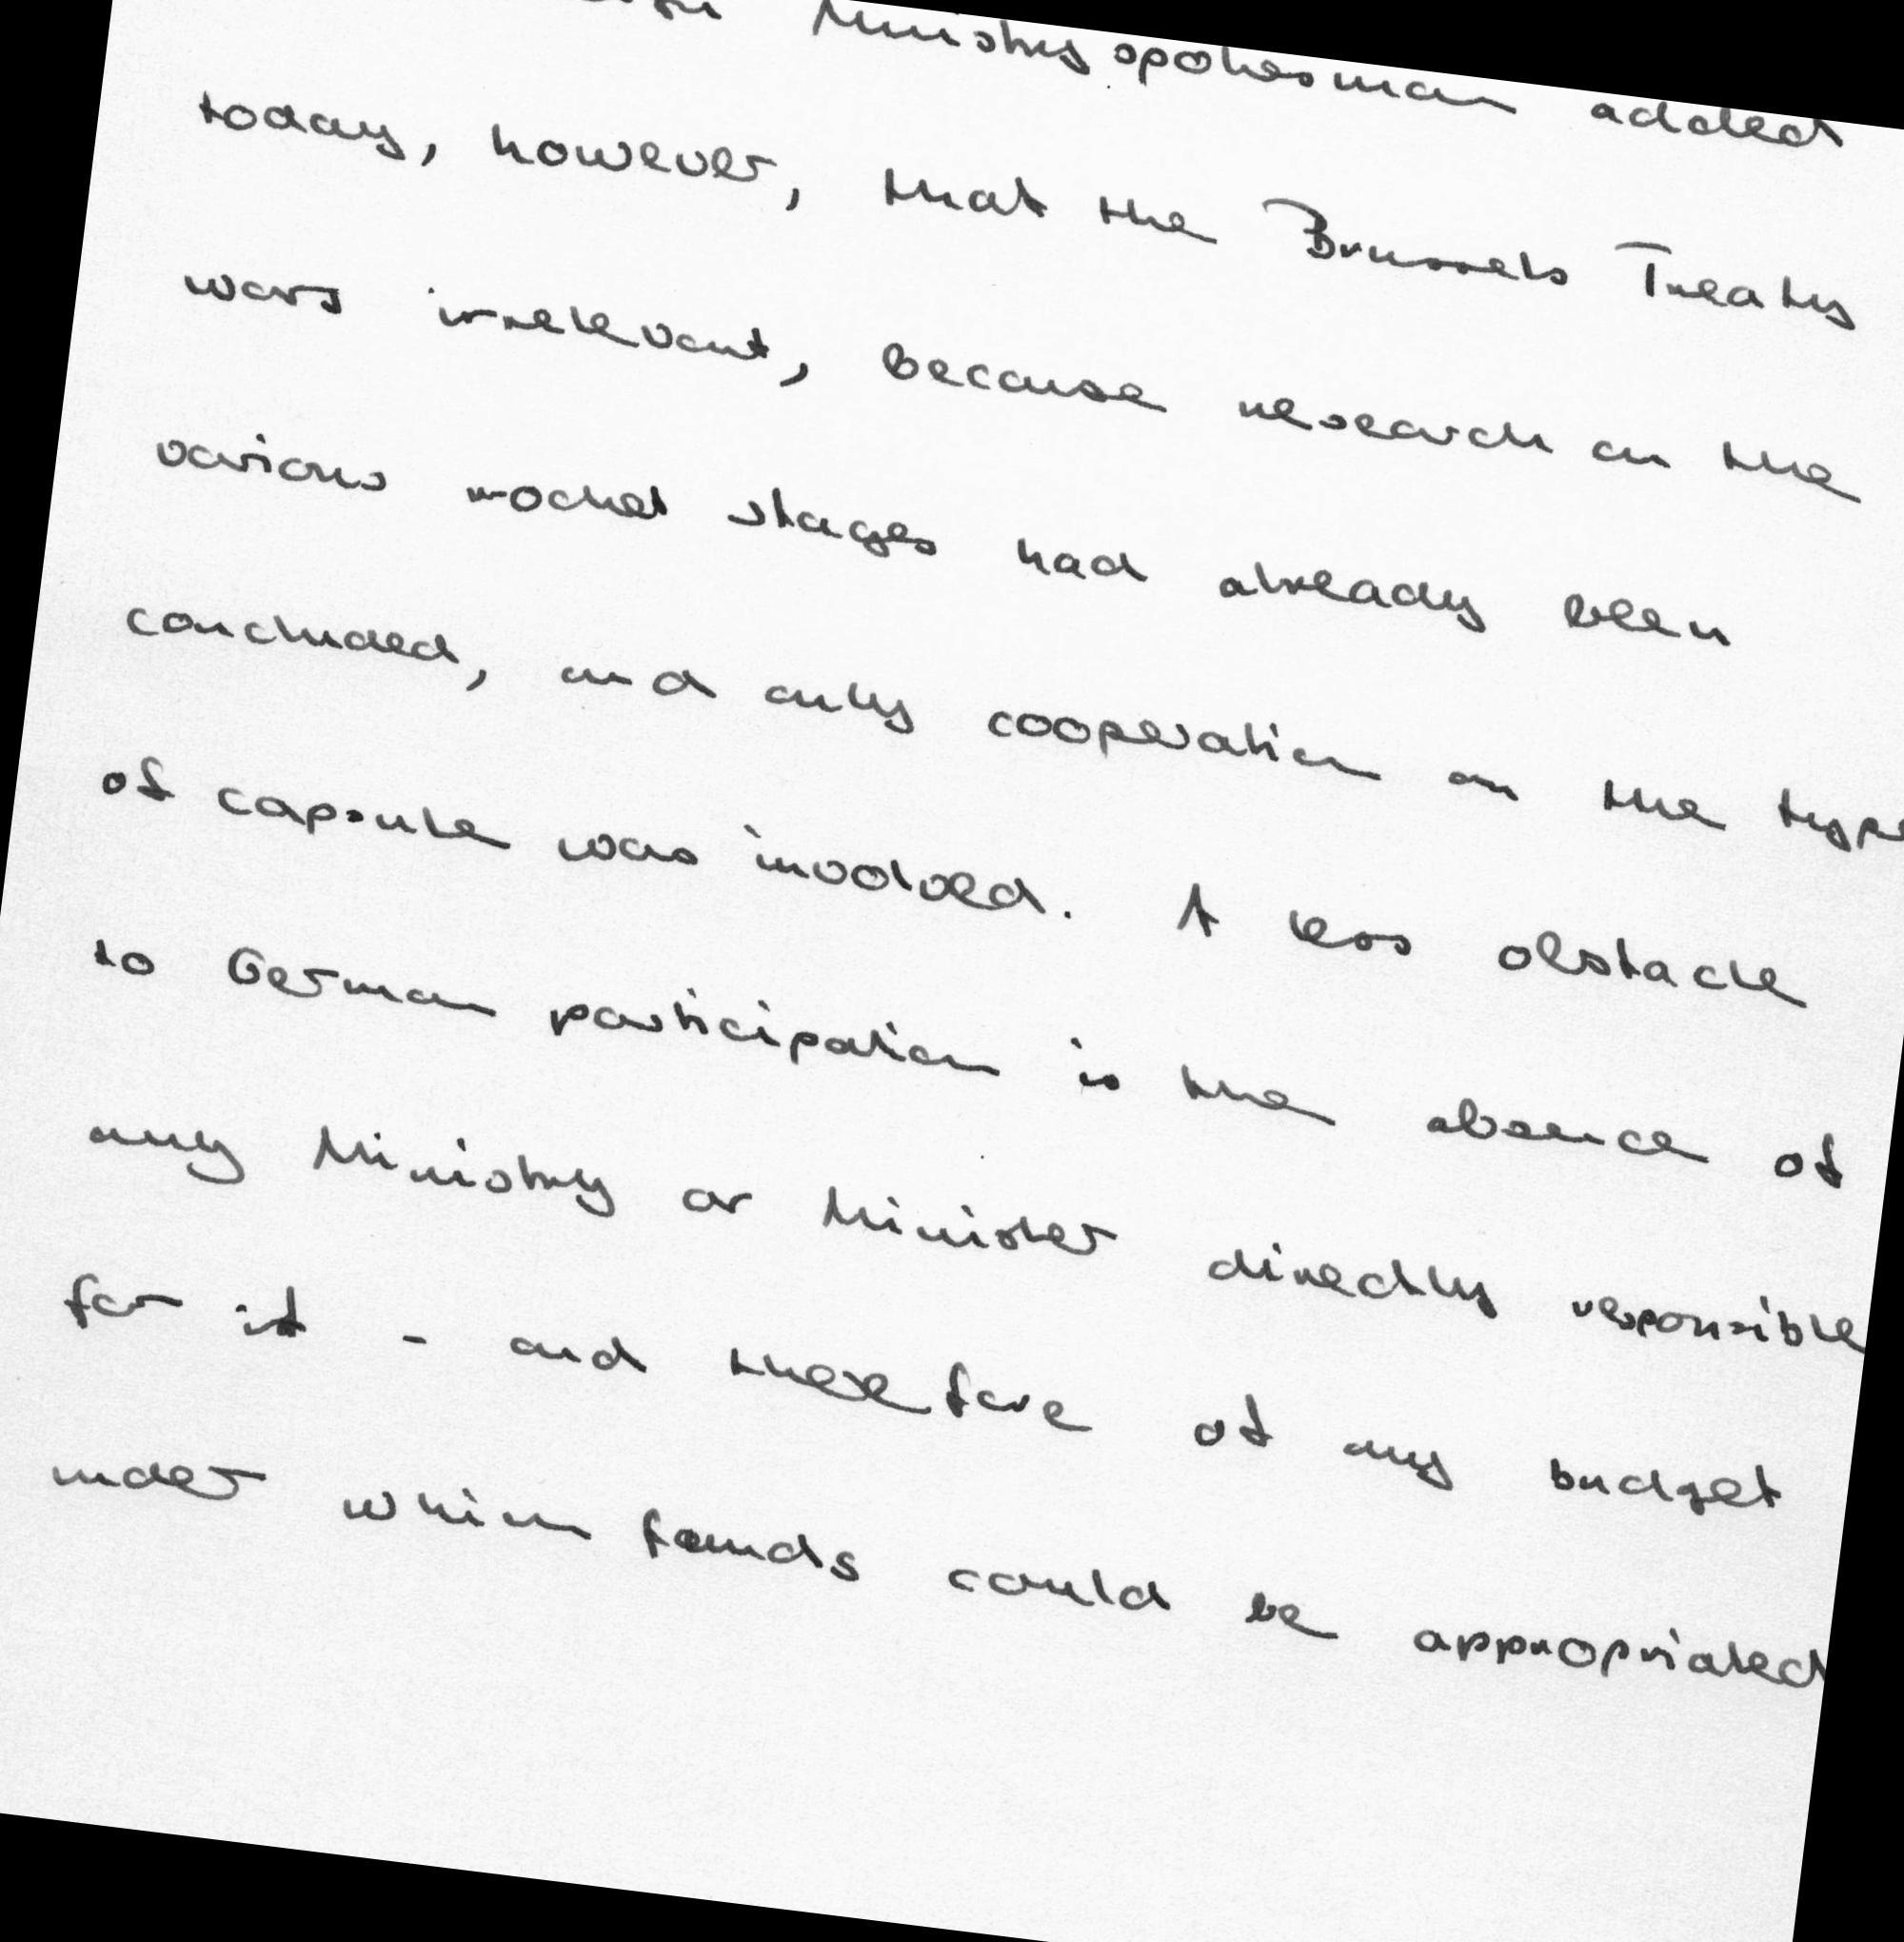 Ministry spokesman added
today, however, that the Brussels Treaty
was irrelevant, because research on the
various rocket stages had already been
concluded, and only cooperation on the type
of capsule was involved. A less obstacle
to German participation is the absence of
any Ministry or Minister directly responsible
for it - and therefore of any budget
under which funds could be appropriated